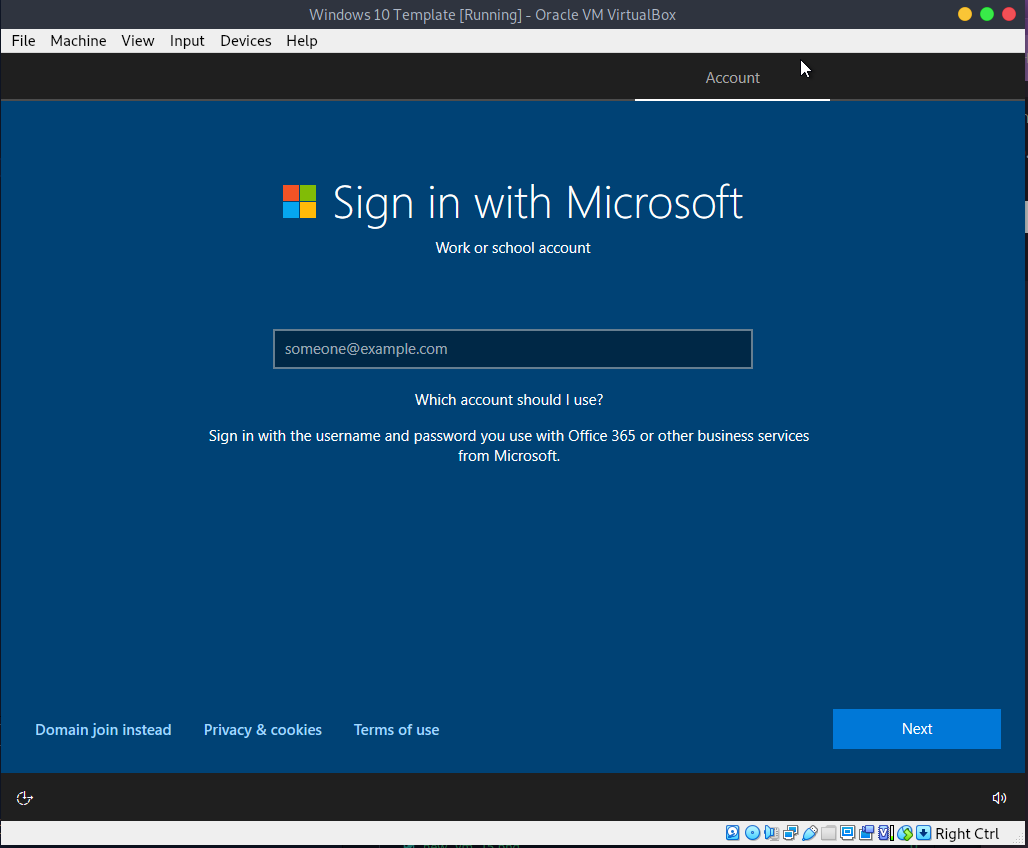 Windows 10 Template [Running] - Oracle VM VirtualBox
File Machine View Input Devices Help
Account
Sign in with Microsoft
Work or school account
someone@example.com
Which account should I use?
Sign in with the username and password you use with Office 365 or other business services
from Microsoft.
Domain join instead Privacy & cookies Terms of use Next
Right Ctrl